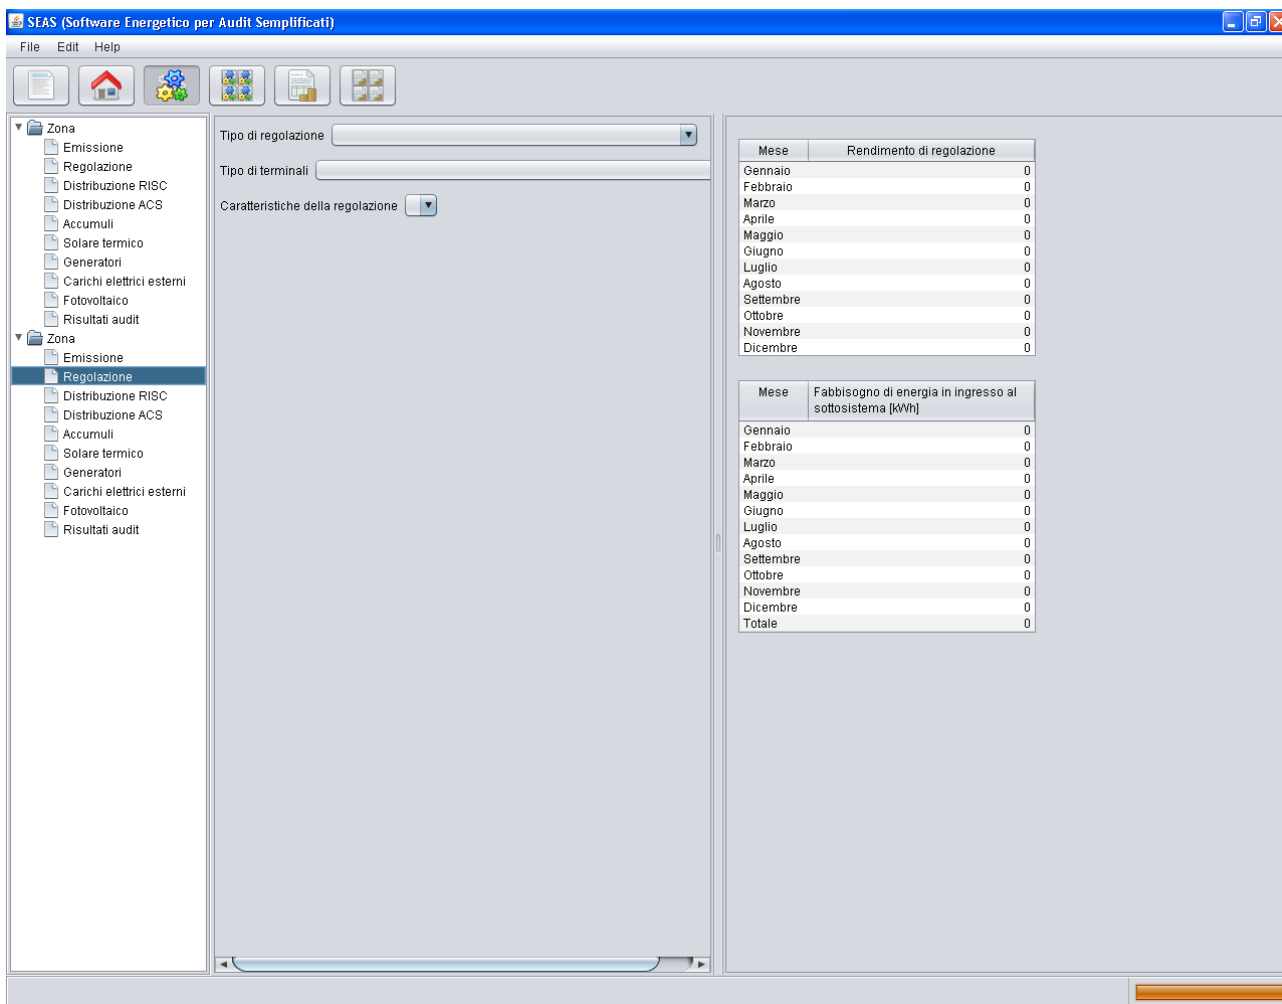 SEAS (Software Energetico per Audit Semplificati)
File Edit Help
Zona
Emissione
Regolazione
Distribuzione RISC
Distribuzione ACS
Accumuli
Solare termico
Generatori
Carichi elettrici esterni
Fotovoltaico
Risultati audit
Zona
Emissione
Regolazione
Distribuzione RISC
Distribuzione ACS
Accumuli
Solare termico
Generatori
Carichi elettrici esterni
Fotovoltaico
Risultati audit
Tipo di regolazione
Tipo di terminali
Caratteristiche della regolazione
Mese Rendimento di regolazione
Gennaio 0
Febbraio 0
Marzo 0
Aprile 0
Maggio 0
Giugno 0
Luglio 0
Agosto 0
Settembre 0
Ottobre 0
Novembre 0
Dicembre 0
Mese Fabbisogno di energia in ingresso al
sottosistema [kWh]
Gennaio 0
Febbraio 0
Marzo 0
Aprile 0
Maggio 0
Giugno 0
Luglio 0
Agosto 0
Settembre 0
Ottobre 0
Novembre 0
Dicembre 0
Totale 0